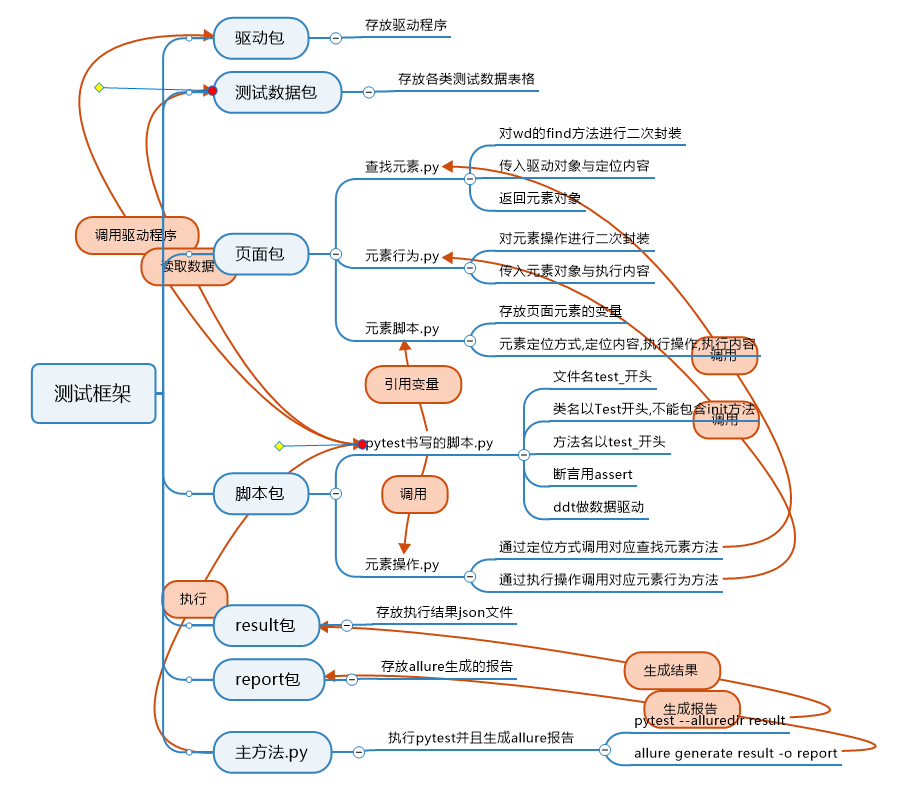 驱动包
存放驱动程序
测试数据包
存放各类测试数据表格
对wd的find方法进行二次封装
查找元素.py
传入驱动对象与定位内容
返回元素对象
调用驱动程序
读取数据
页面包
对元素操作进行二次封装
元素行为.py
传入元素对象与执行内容
存放页面元素的变量
元素脚本.py
元素定位方式,定位内容,执行操作,执行内容
调用
引用变量
测试框架
文件名test_开头
类名以Test开头,不能包含init方法
调用
pytest书写的脚本.py
方法名以test_开头
断言用assert
脚本包
调用
ddt做数据驱动
通过定位方式调用对应查找元素方法
元素操作.py
通过执行操作调用对应元素行为方法
执行
result包
存放执行结果json文件
生成结果
report包
存放allure生成的报告
生成报告
pytest --alluredir result
主方法.py
执行pytest并且生成allure报告
allure generate result -o report